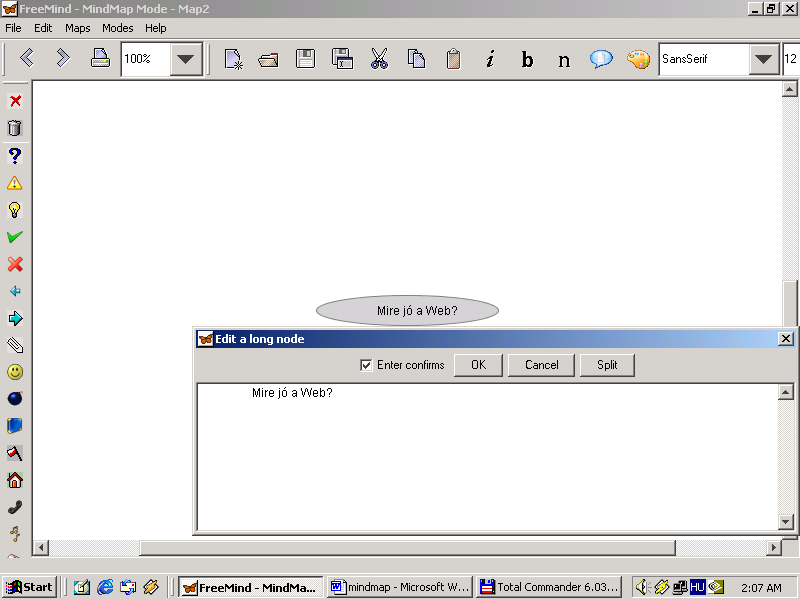 FreeMind - MindMap Mode - Map2
File Edit Maps Modes Help
100%
i b n
SansSerif
12
Mire jó a Web?
Edit a long node
Enter confirms
OK
Cancel
Split
Mire jó a Web?
Start
FreeMind - MindMa...
mindmap - Microsoft W...
Total Commander 6.03...
HU
2:07 AM